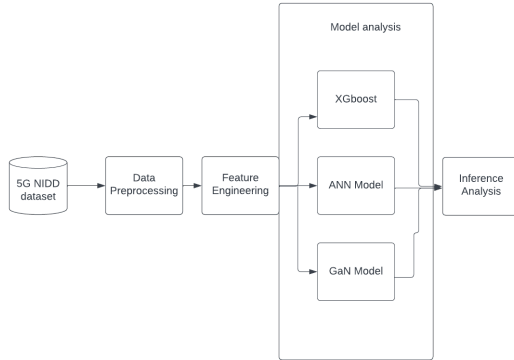 Model analysis
XGboost
5G NIDD
dataset
Data
Preprocessing
Feature
Engineering
ANN Model
Inference
Analysis
GaN Model